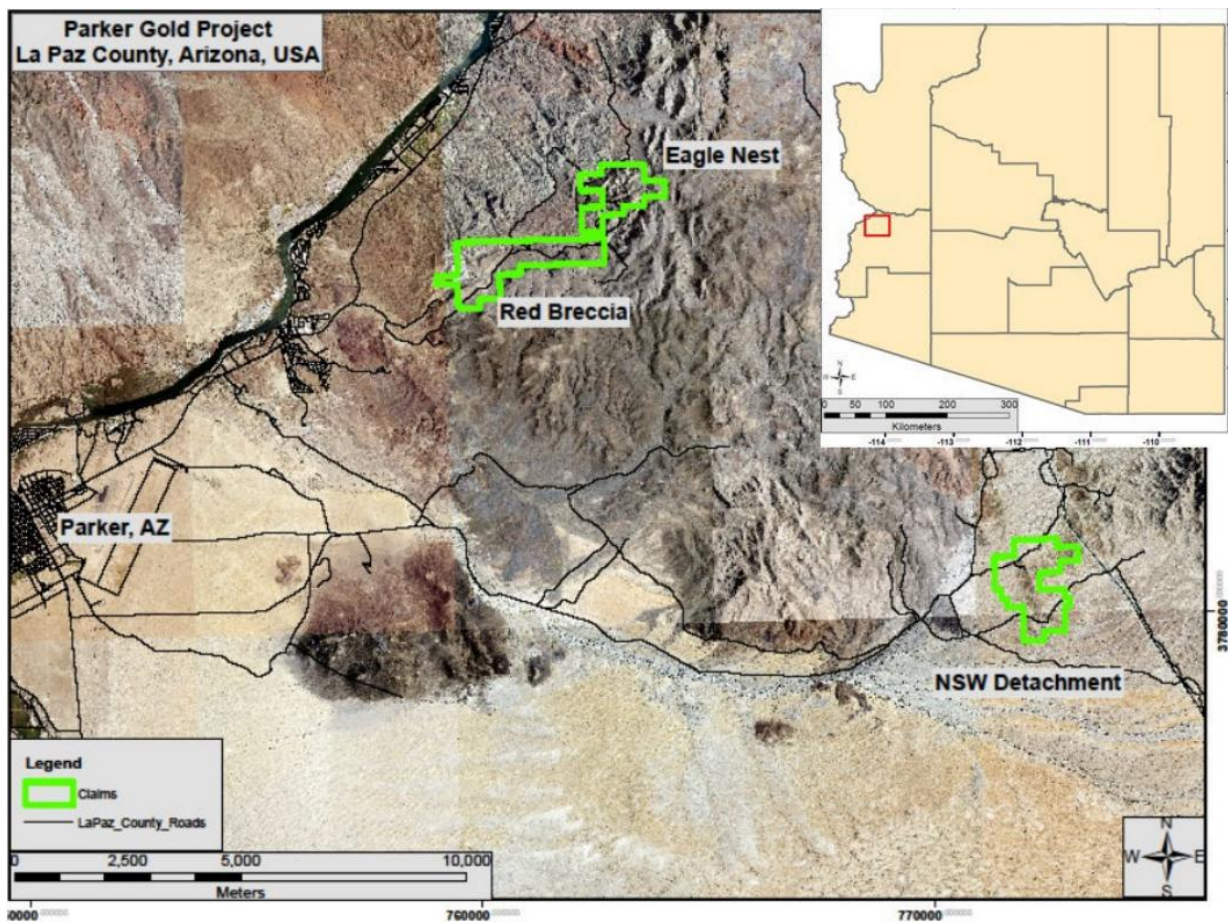 Parker Gold Project
La Paz County, Arizona, USA
Eagle Nest
Red Breccia
Parker, AZ
NSW Detachment
N
W E
S
0 50 100 200 300
Kilometers
-114 -113 -112 -111 -110
3780000
Legend
Claims
LaPaz_County_Roads
0 2,500 5,000 10,000
Meters
N
W E
S
760000 770000